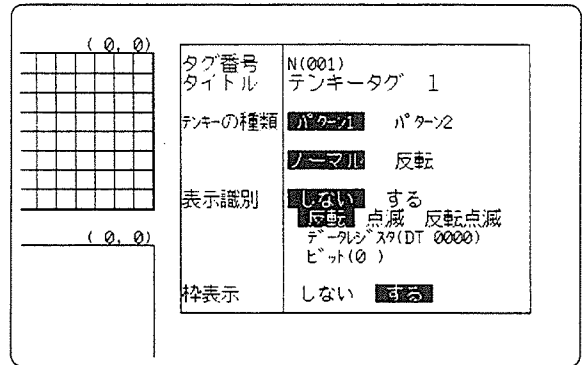 ( 0, 0)
タグ番号 N(001)
タイトル テンキータグ 1
テンキーの種類 パターン1 パターン2
ノーマル 反転
表示識別 しない する
反転 点滅 反転点滅
データレジスタ(DT 0000)
ビット(0 )
( 0, 0)
枠表示 しない する